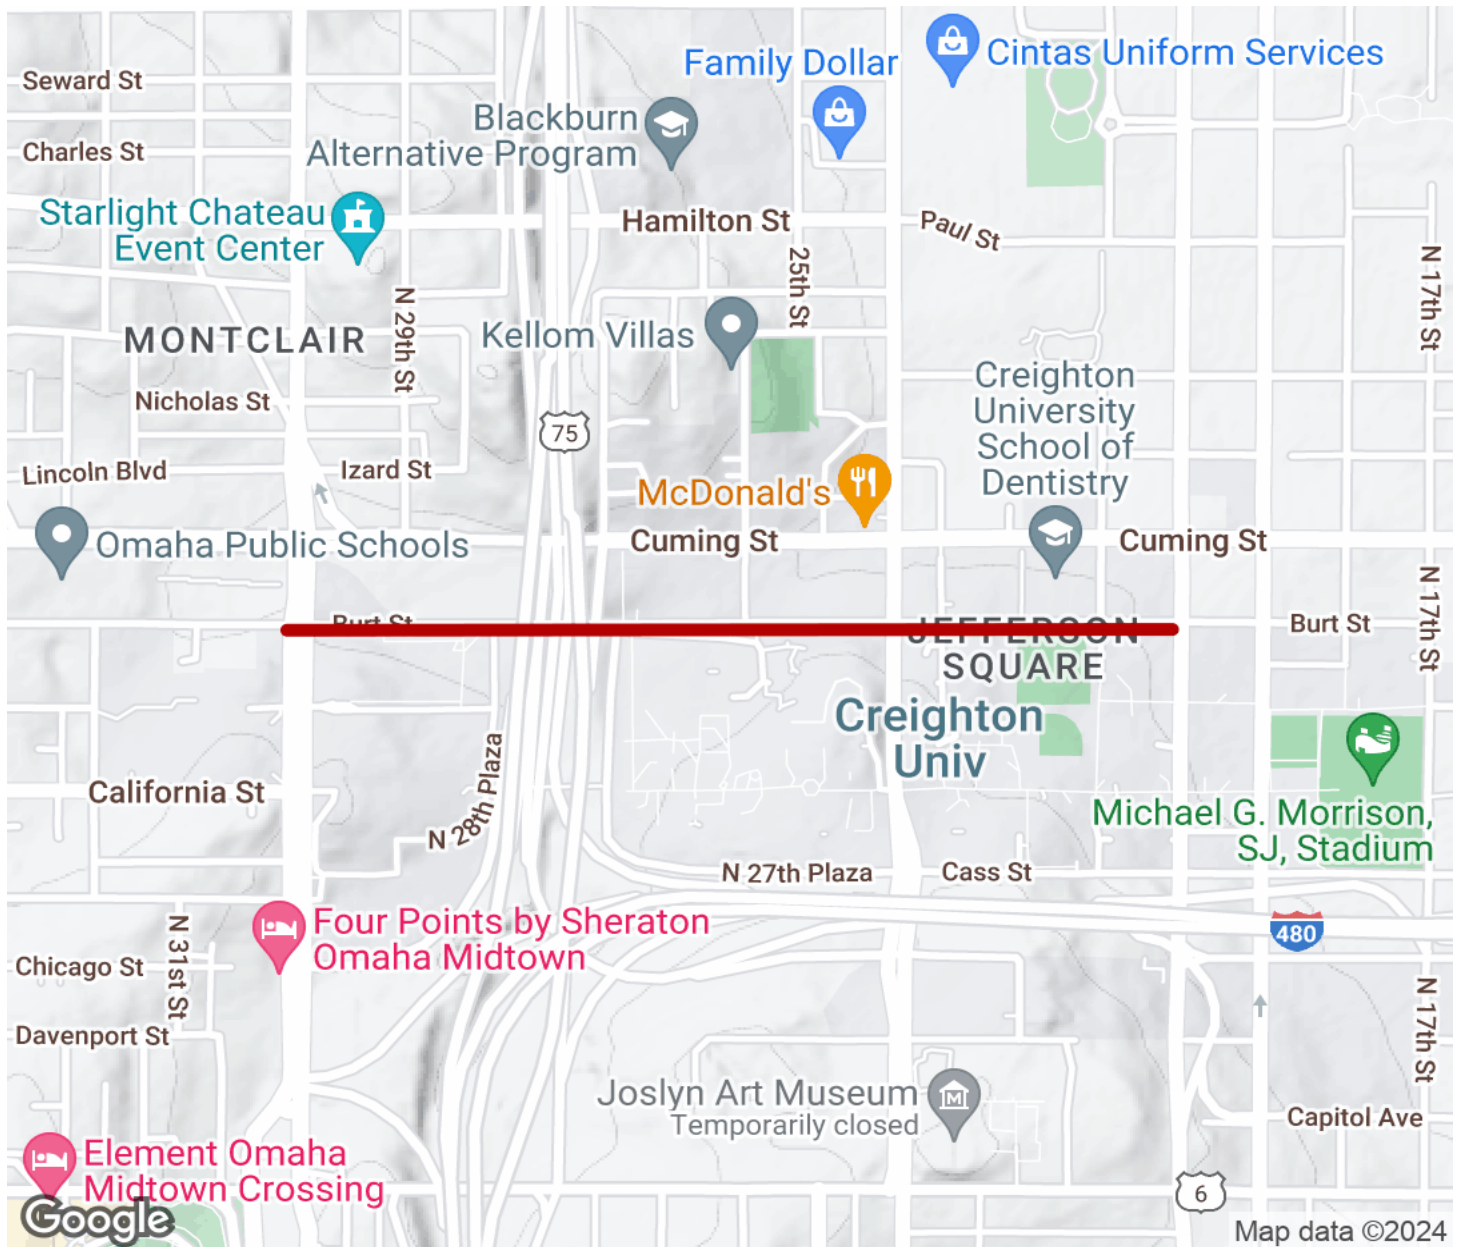 Seward St
Family Dollar
Cintas Uniform Services
Charles St
Blackburn
Alternative Program
Starlight Chateau
Event Center
Hamilton St
Paul St
25th St
N 17th St
N 29th St
MONTCLAIR
Kellom Villas
Nicholas St
Creighton
University
School of
Dentistry
75
Lincoln Blvd
Izard St
McDonald's
Omaha Public Schools
Cuming St
Cuming St
Burt St
JEFFERSON
SQUARE
Burt St
N 17th St
Creighton
Univ
California St
N 28th Plaza
Michael G. Morrison,
SJ, Stadium
N 27th Plaza
Cass St
N 31st St
Four Points by Sheraton
Omaha Midtown
480
Chicago St
Davenport St
N 17th St
Joslyn Art Museum
Temporarily closed
Capitol Ave
Element Omaha
Midtown Crossing
6
Google
Map data ©2024